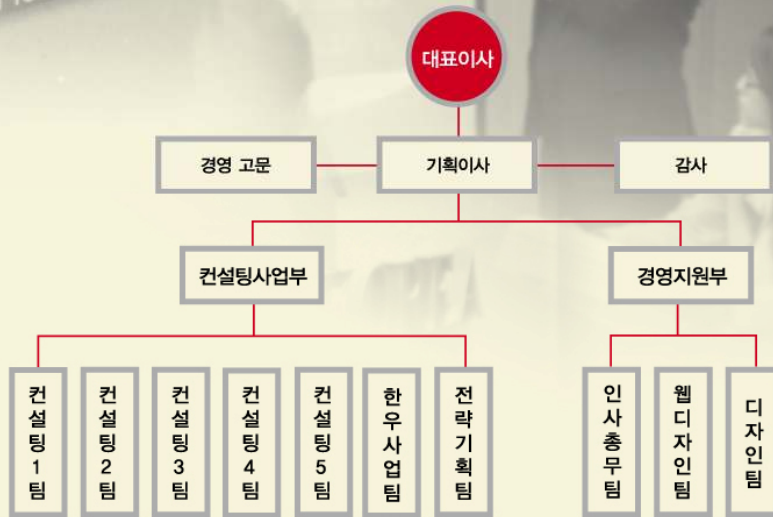 대표이사
경영 고문
기획이사
감사
컨설팅사업부
경영지원부
컨설팅1팀
컨설팅2팀
컨설팅3팀
컨설팅4팀
컨설팅5팀
한우사업팀
전략기획팀
인사총무팀
웹디자인팀
디자인팀